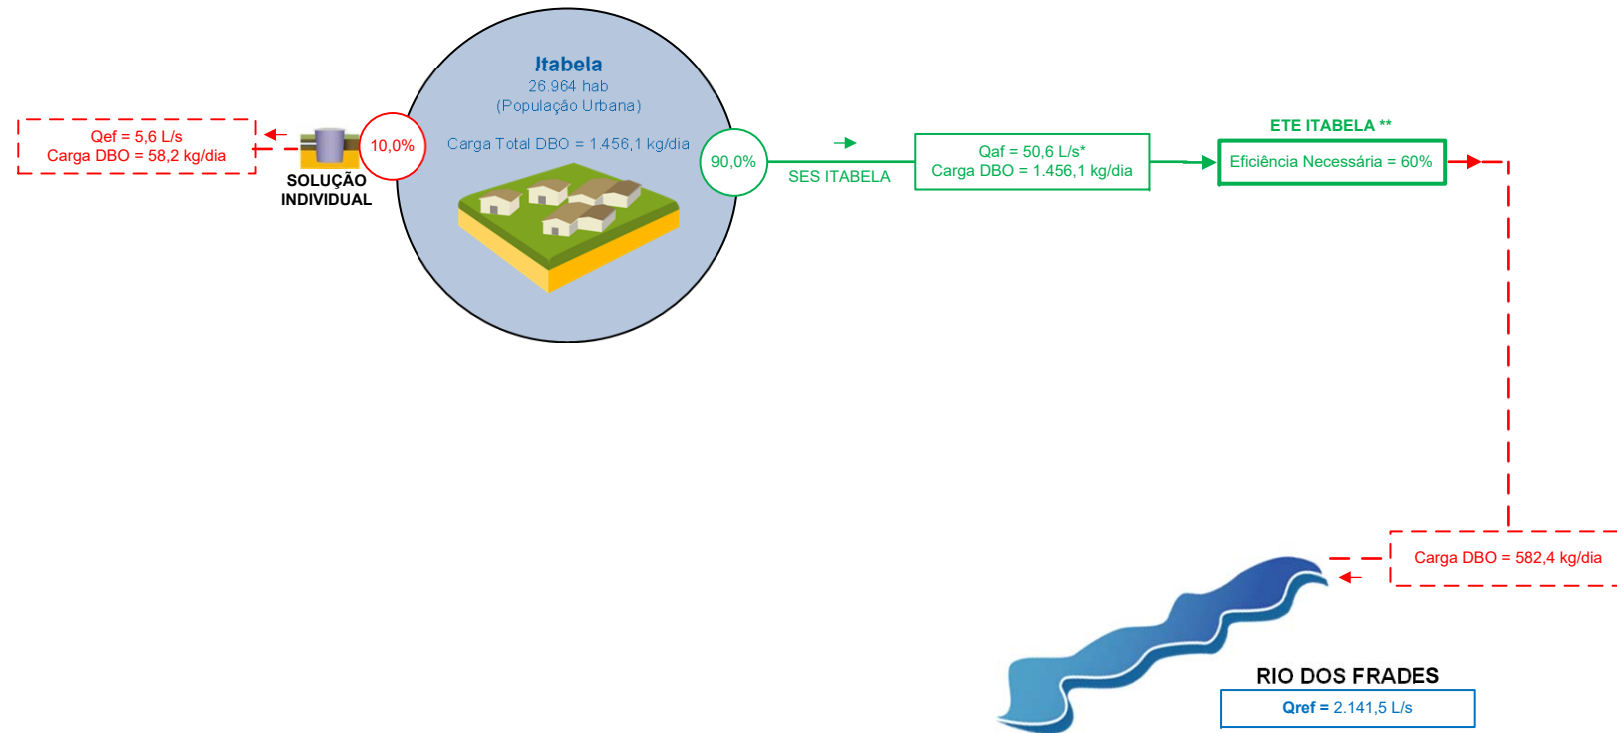 Itabela
26.964 hab
(População Urbana)
Carga Total DBO = 1.456,1 kg/dia
Qef = 5,6 L/s
Carga DBO = 58,2 kg/dia
SOLUÇÃO
INDIVIDUAL
10,0%
90,0%
SES ITABELA
Qaf = 50,6 L/s*
Carga DBO = 1.456,1 kg/dia
ETE ITABELA **
Eficiência Necessária = 60%
Carga DBO = 582,4 kg/dia
RIO DOS FRADES
Qref = 2.141,5 L/s